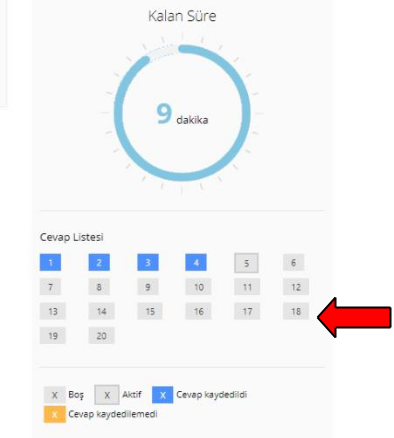 Kalan Süre
9 dakika
Cevap Listesi
1 2 3 4 5 6
7 8 9 10 11 12
13 14 15 16 17 18
19 20
X Boş X Aktif X Cevap kaydedildi
X Cevap kaydedilemedi